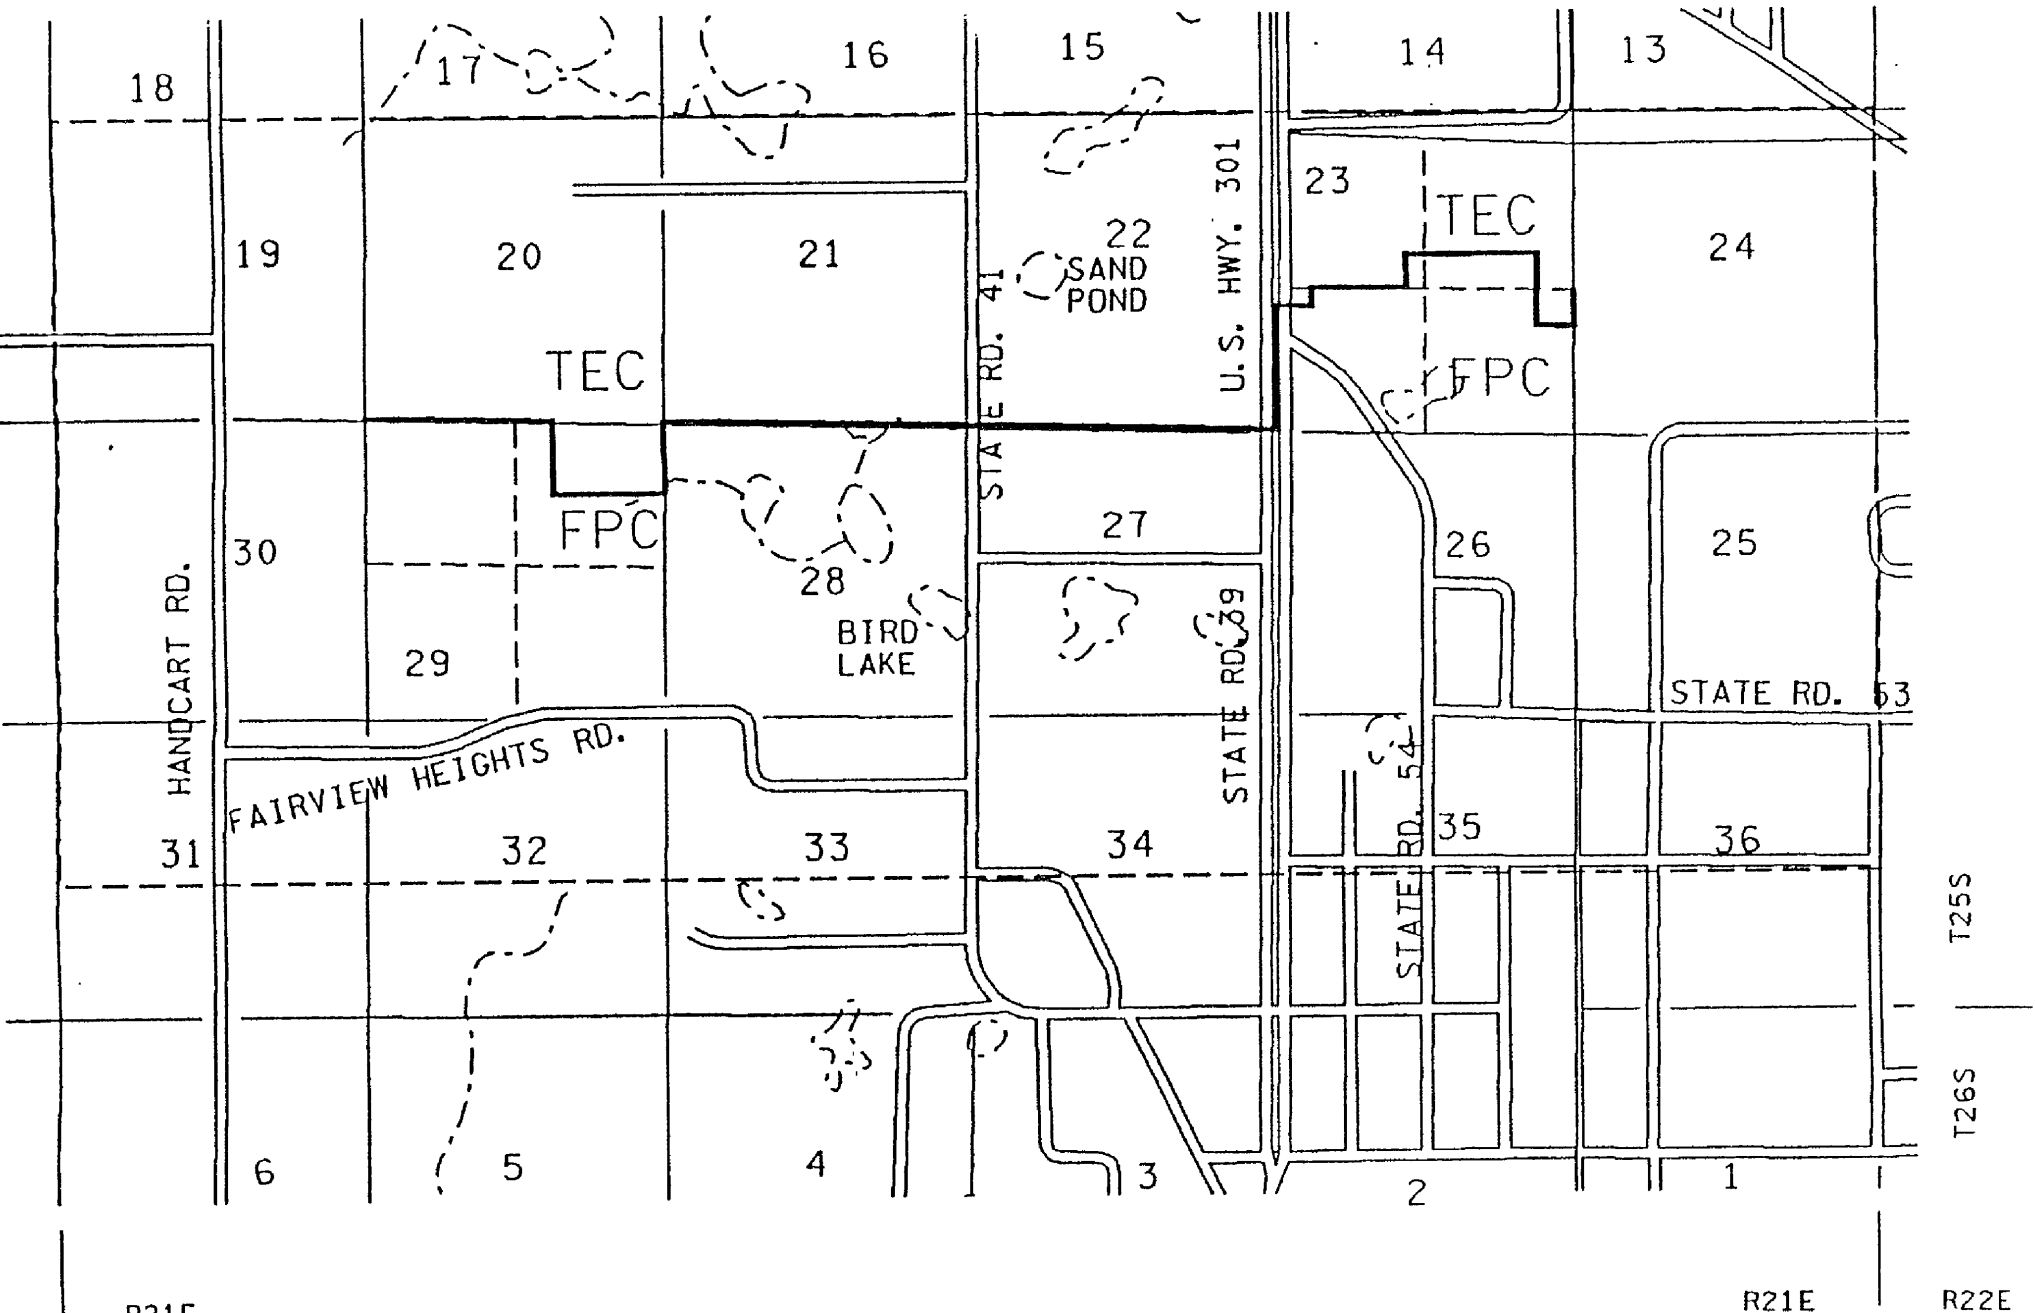 18
17
16
15
14
13
19
20
21
22
SAND
POND
23
TEC
24
STATE RD. 41
U.S. HWY. 301
TEC
FPC
FPC
30
28
27
26
25
HANDCART RD.
29
BIRD
LAKE
STATE RD. 39
STATE RD. 53
FAIRVIEW HEIGHTS RD.
STATE RD. 54
31
32
33
34
35
36
T25S
T26S
6
5
4
3
2
1
R21E
R21E
R22E